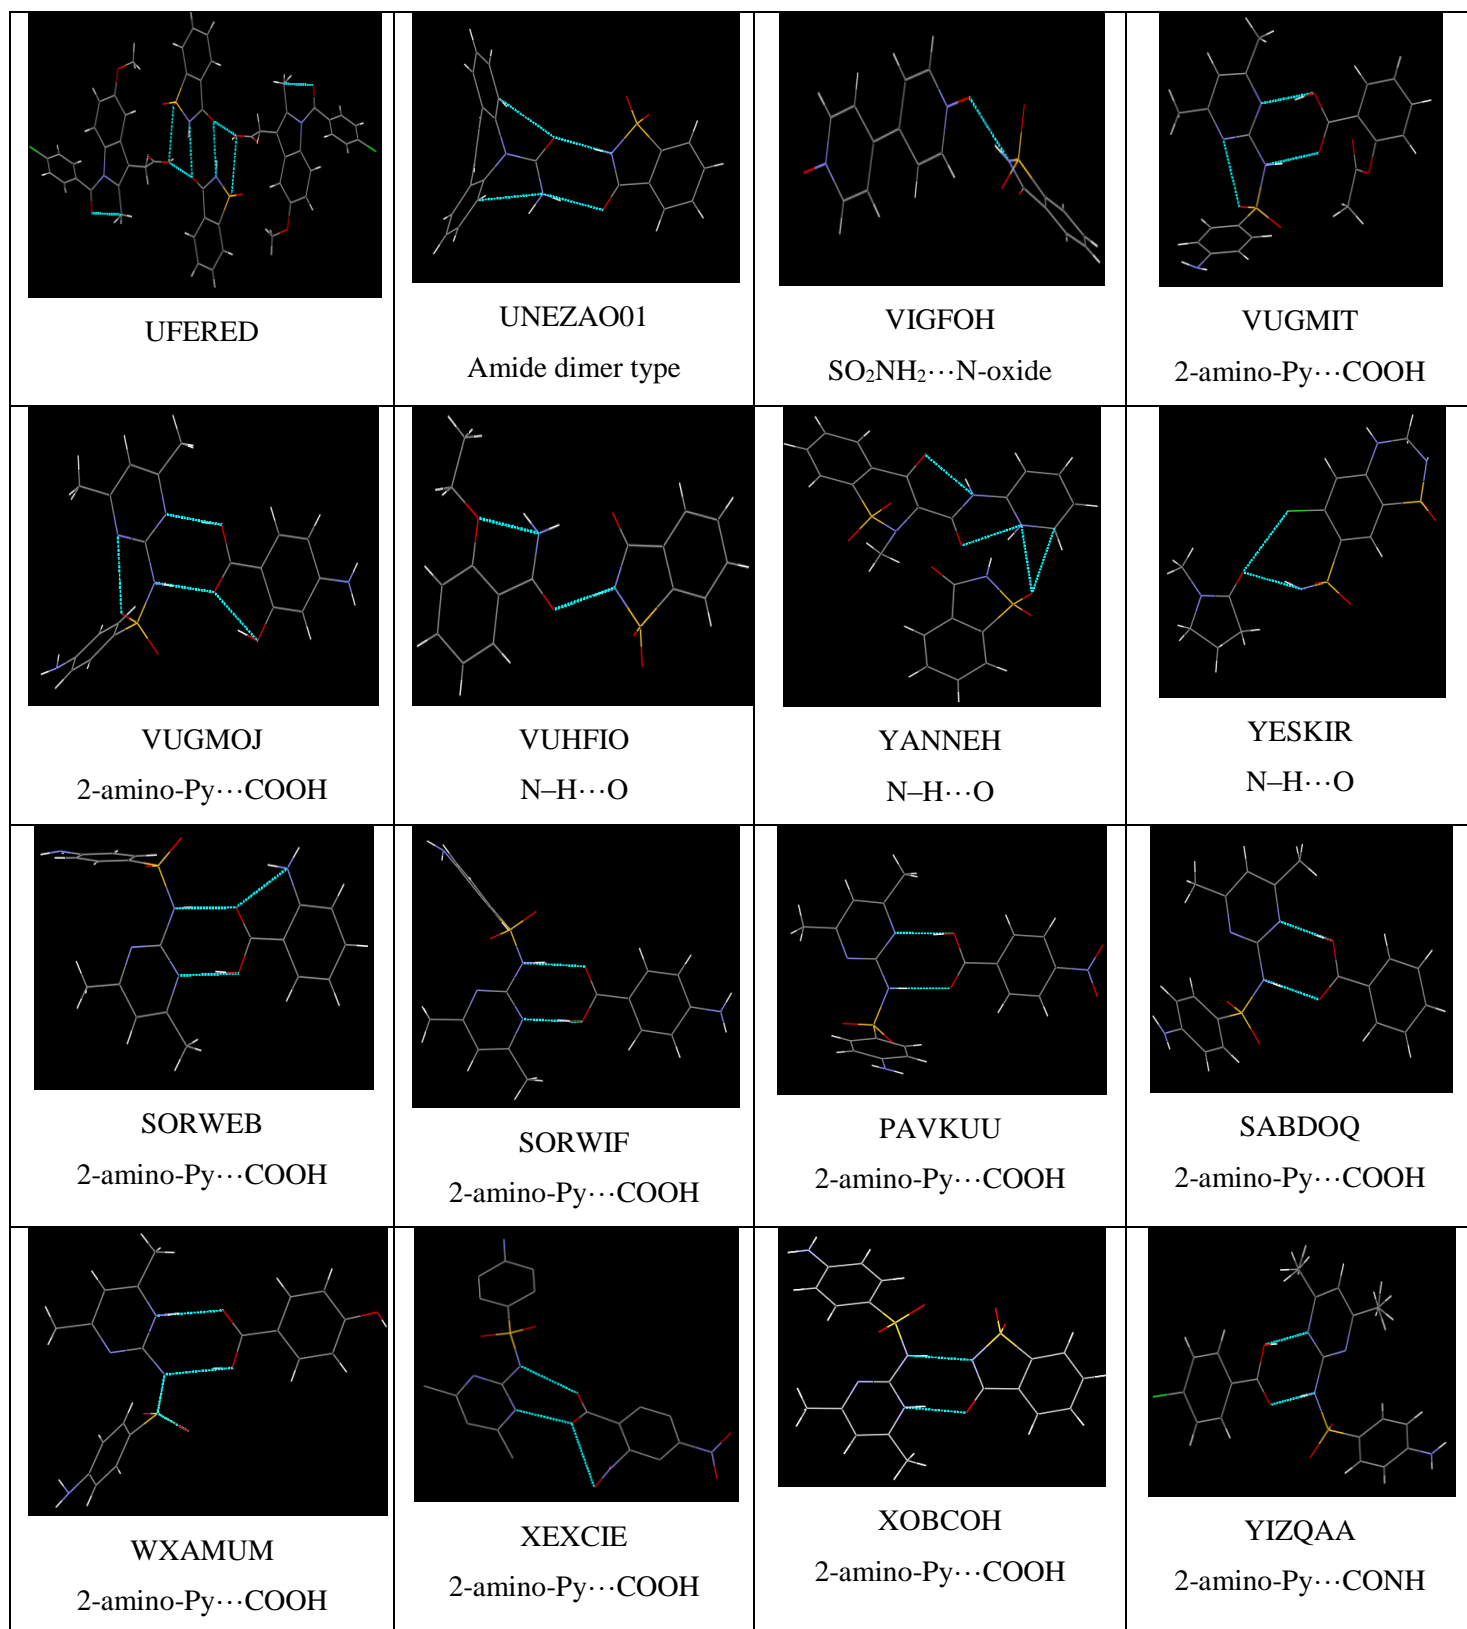 UFERED
UNEZAO01
Amide dimer type
VIGFOH
SO₂NH₂⋯N-oxide
VUGMIT
2-amino-Py⋯COOH
VUGMOJ
2-amino-Py⋯COOH
VUHFIO
N–H⋯O
YANNEH
N–H⋯O
YESKIR
N–H⋯O
SORWEB
2-amino-Py⋯COOH
SORWIF
2-amino-Py⋯COOH
PAVKUU
2-amino-Py⋯COOH
SABDOQ
2-amino-Py⋯COOH
WXAMUM
2-amino-Py⋯COOH
XEXCIE
2-amino-Py⋯COOH
XOBCOH
2-amino-Py⋯COOH
YIZQAA
2-amino-Py⋯CONH